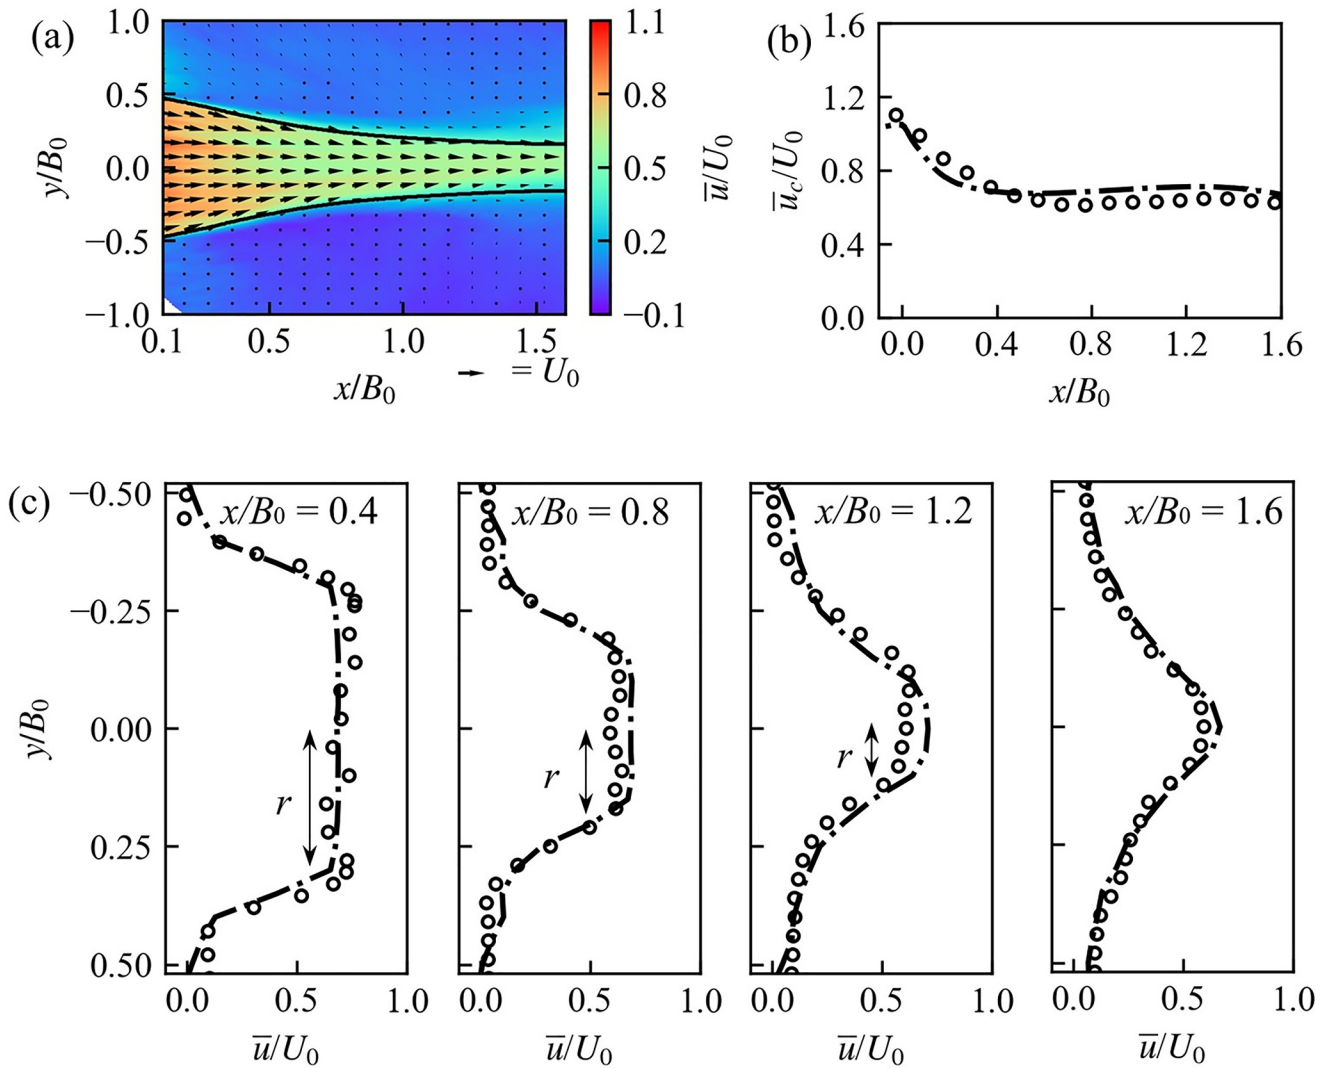 (a)
1.0
0.5
0.0
−0.5
−1.0
y/B0
0.1 0.5 1.0 1.5
x/B0
= U0
1.1
0.8
0.5
0.2
−0.1
u̅/U0
(b)
1.6
1.2
0.8
0.4
0.0
u̅c/U0
0.0 0.4 0.8 1.2 1.6
x/B0
(c)
−0.50
−0.25
0.00
0.25
0.50
y/B0
x/B0 = 0.4
r
0.0 0.5 1.0
u̅/U0
x/B0 = 0.8
r
0.0 0.5 1.0
u̅/U0
x/B0 = 1.2
r
0.0 0.5 1.0
u̅/U0
x/B0 = 1.6
0.0 0.5 1.0
u̅/U0